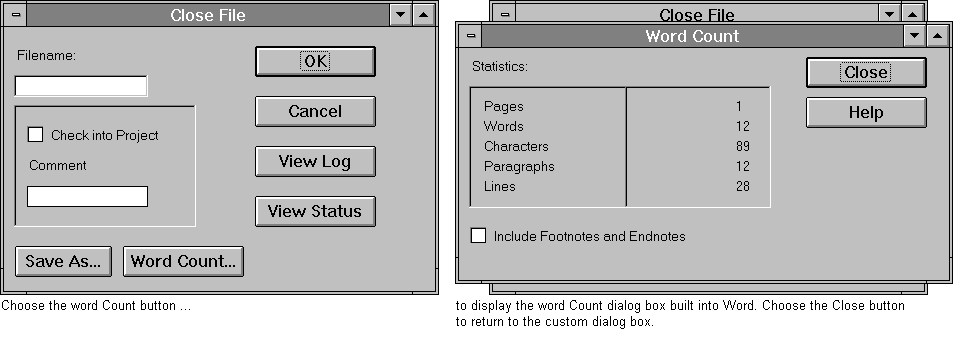 Close File
Filename:
OK
Cancel
Check into Project
Comment
View Log
View Status
Save As...
Word Count...
Choose the word Count button ...
Close File
Word Count
Statistics:
Close
Help
Pages 1
Words 12
Characters 89
Paragraphs 12
Lines 28
Include Footnotes and Endnotes
to display the word Count dialog box built into Word. Choose the Close button
to return to the custom dialog box.